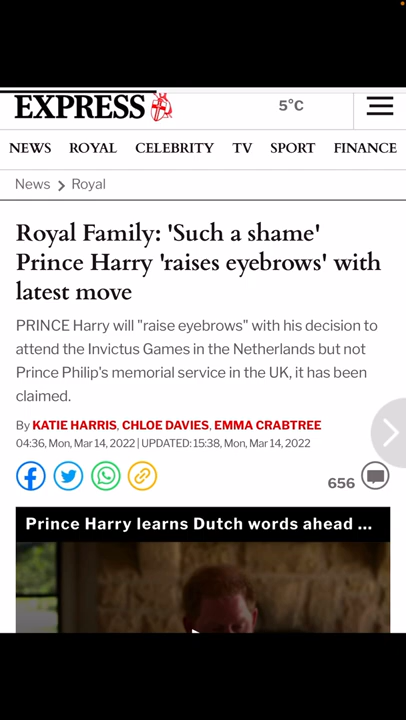 EXPRESS
5°C
NEWS ROYAL CELEBRITY TV SPORT FINANCE
News > Royal
Royal Family: 'Such a shame'
Prince Harry 'raises eyebrows' with
latest move
PRINCE Harry will "raise eyebrows" with his decision to
attend the Invictus Games in the Netherlands but not
Prince Philip's memorial service in the UK, it has been
claimed.
By KATIE HARRIS, CHLOE DAVIES, EMMA CRABTREE
04:36, Mon, Mar 14, 2022 | UPDATED: 15:38, Mon, Mar 14, 2022
656
Prince Harry learns Dutch words ahead ...